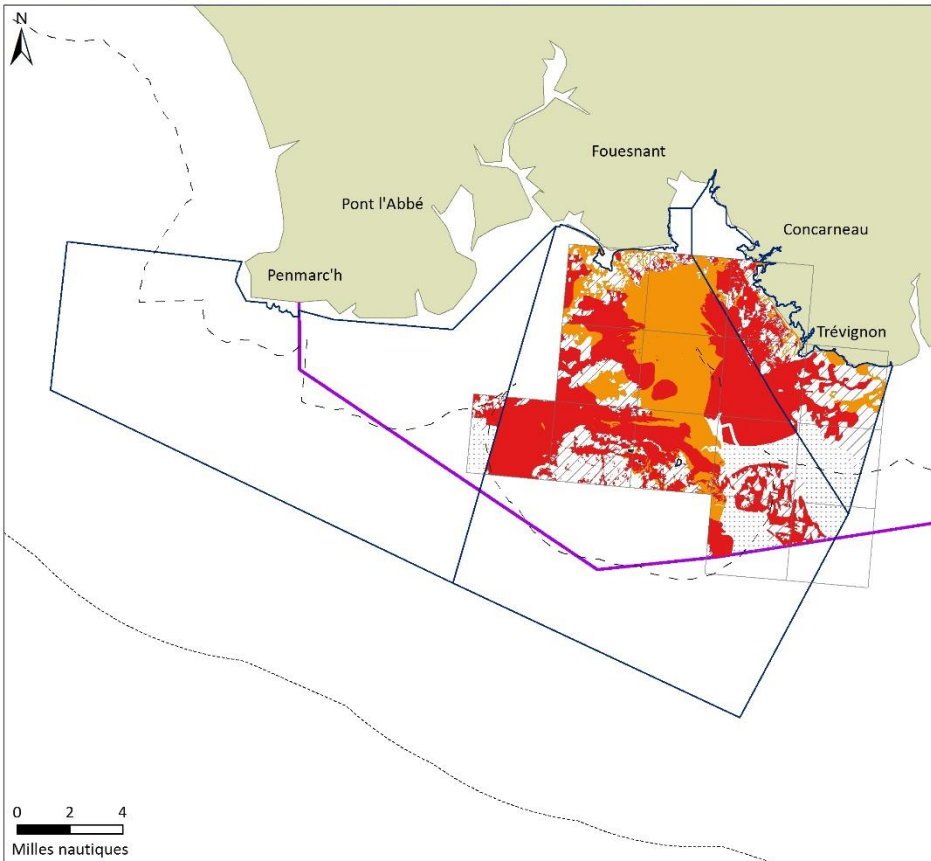 N
Fouesnant
Pont l'Abbé
Concarneau
Penmarc'h
Trévignon
0 2 4
Milles nautiques